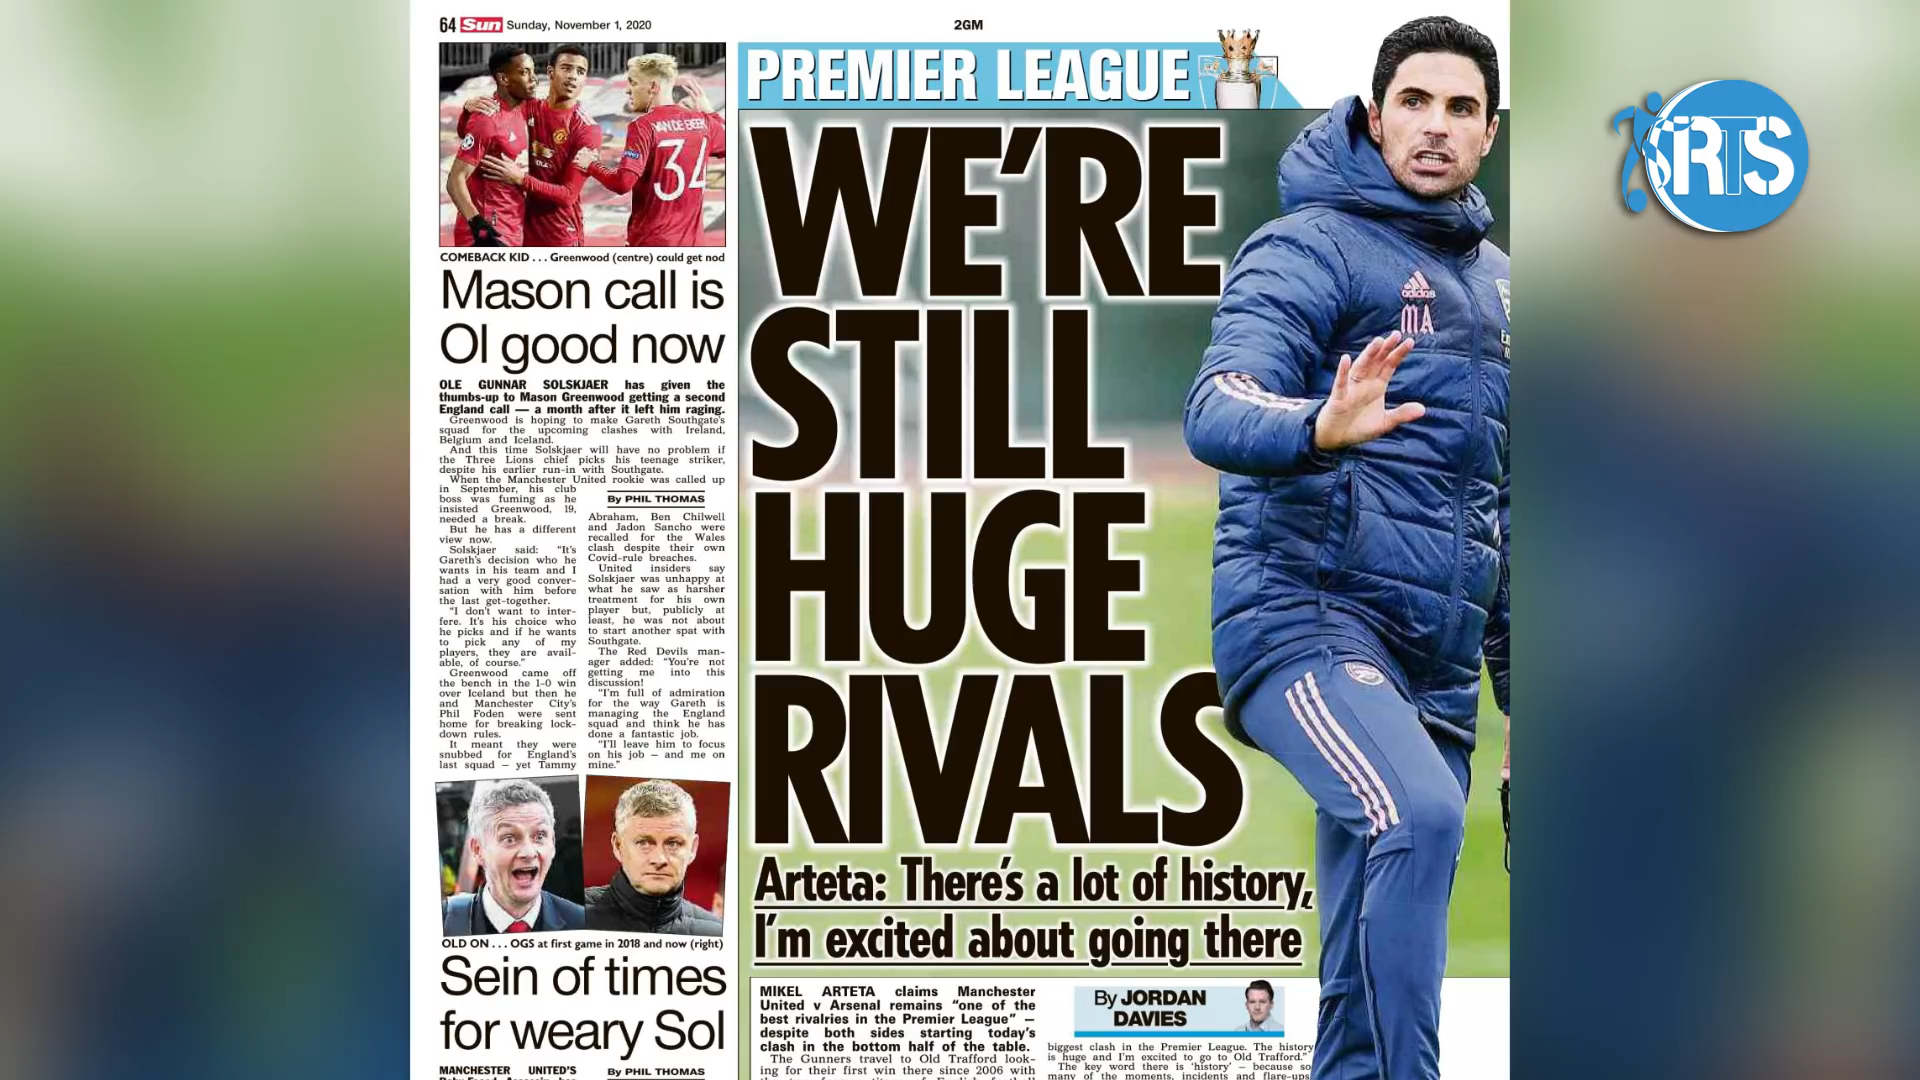 64 Sun Sunday, November 1, 2020
2GM
VAN DE BEEK
34
COMEBACK KID . . . Greenwood (centre) could get nod
Mason call is
Ol good now
OLE GUNNAR SOLSKJAER has given the
thumbs-up to Mason Greenwood getting a second
England call — a month after it left him raging.
Greenwood is hoping to make Gareth Southgate's
squad for the upcoming clashes with Ireland,
Belgium and Iceland.
And this time Solskjaer will have no problem if
the Three Lions chief picks his teenage striker,
despite his earlier run-in with Southgate.
When the Manchester United rookie was called up
in September, his club
boss was fuming as he
insisted Greenwood, 19,
needed a break.
But he has a different
view now.
Solskjaer said: "It's
Gareth's decision who he
wants in his team and I
had a very good conver-
sation with him before
the last get-together.
"I don't want to inter-
fere. It's his choice who
he picks and if he wants
to pick any of my
players, they are avail-
able, of course."
Greenwood came off
the bench in the 1-0 win
over Iceland but then he
and Manchester City's
Phil Foden were sent
home for breaking lock-
down rules.
It meant they were
snubbed for England's
last squad — yet Tammy
By PHIL THOMAS
Abraham, Ben Chilwell
and Jadon Sancho were
recalled for the Wales
clash despite their own
Covid-rule breaches.
United insiders say
Solskjaer was unhappy at
what he saw as harsher
treatment for his own
player but, publicly at
least, he was not about
to start another spat with
Southgate.
The Red Devils man-
ager added: "You're not
getting me into this
discussion!
"I'm full of admiration
for the way Gareth is
managing the England
squad and think he has
done a fantastic job.
"I'll leave him to focus
on his job — and me on
mine."
OLD ON . . . OGS at first game in 2018 and now (right)
Sein of times
for weary Sol
MANCHESTER UNITED'S
By PHIL THOMAS
PREMIER LEAGUE
WE'RE
STILL
HUGE
RIVALS
Arteta: There's a lot of history,
I'm excited about going there
adidas
MA
MIKEL ARTETA claims Manchester
United v Arsenal remains "one of the
best rivalries in the Premier League" —
despite both sides starting today's
clash in the bottom half of the table.
The Gunners travel to Old Trafford look-
ing for their first win there since 2006 with
By JORDAN
DAVIES
biggest clash in the Premier League. The history
is huge and I'm excited to go to Old Trafford."
The key word there is 'history' — because so
many of the moments, incidents and flare-ups
RTS